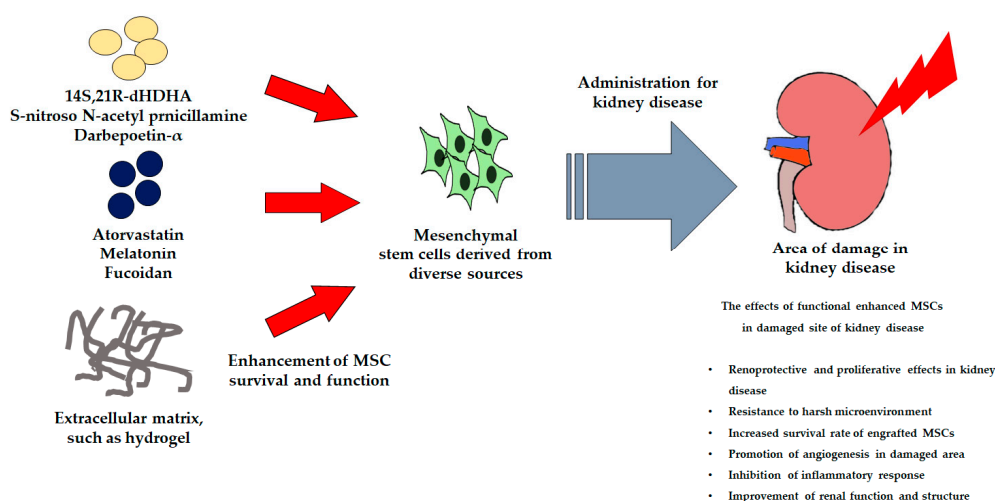 14S,21R-dHDHA
S-nitroso N-acetyl prnicillamine
Darbepoetin-α
Atorvastatin
Melatonin
Fucoidan
Extracellular matrix,
such as hydrogel
Enhancement of MSC
survival and function
Mesenchymal
stem cells derived from
diverse sources
Administration for
kidney disease
Area of damage in
kidney disease
The effects of functional enhanced MSCs
in damaged site of kidney disease
• Renoprotective and proliferative effects in kidney
disease
• Resistance to harsh microenvironment
• Increased survival rate of engrafted MSCs
• Promotion of angiogenesis in damaged area
• Inhibition of inflammatory response
• Improvement of renal function and structure